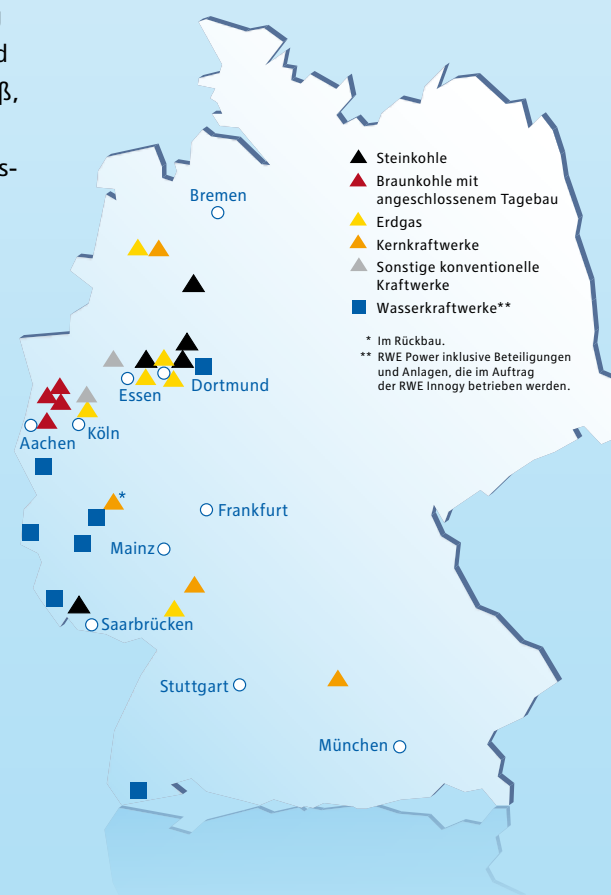 d
ß,
s-
Steinkohle
Braunkohle mit
angeschlossenem Tagebau
Erdgas
Kernkraftwerke
Sonstige konventionelle
Kraftwerke
Wasserkraftwerke**
* Im Rückbau.
** RWE Power inklusive Beteiligungen
und Anlagen, die im Auftrag
der RWE Innogy betrieben werden.
Bremen
Essen
Dortmund
Aachen
Köln
*
Frankfurt
Mainz
Saarbrücken
Stuttgart
München